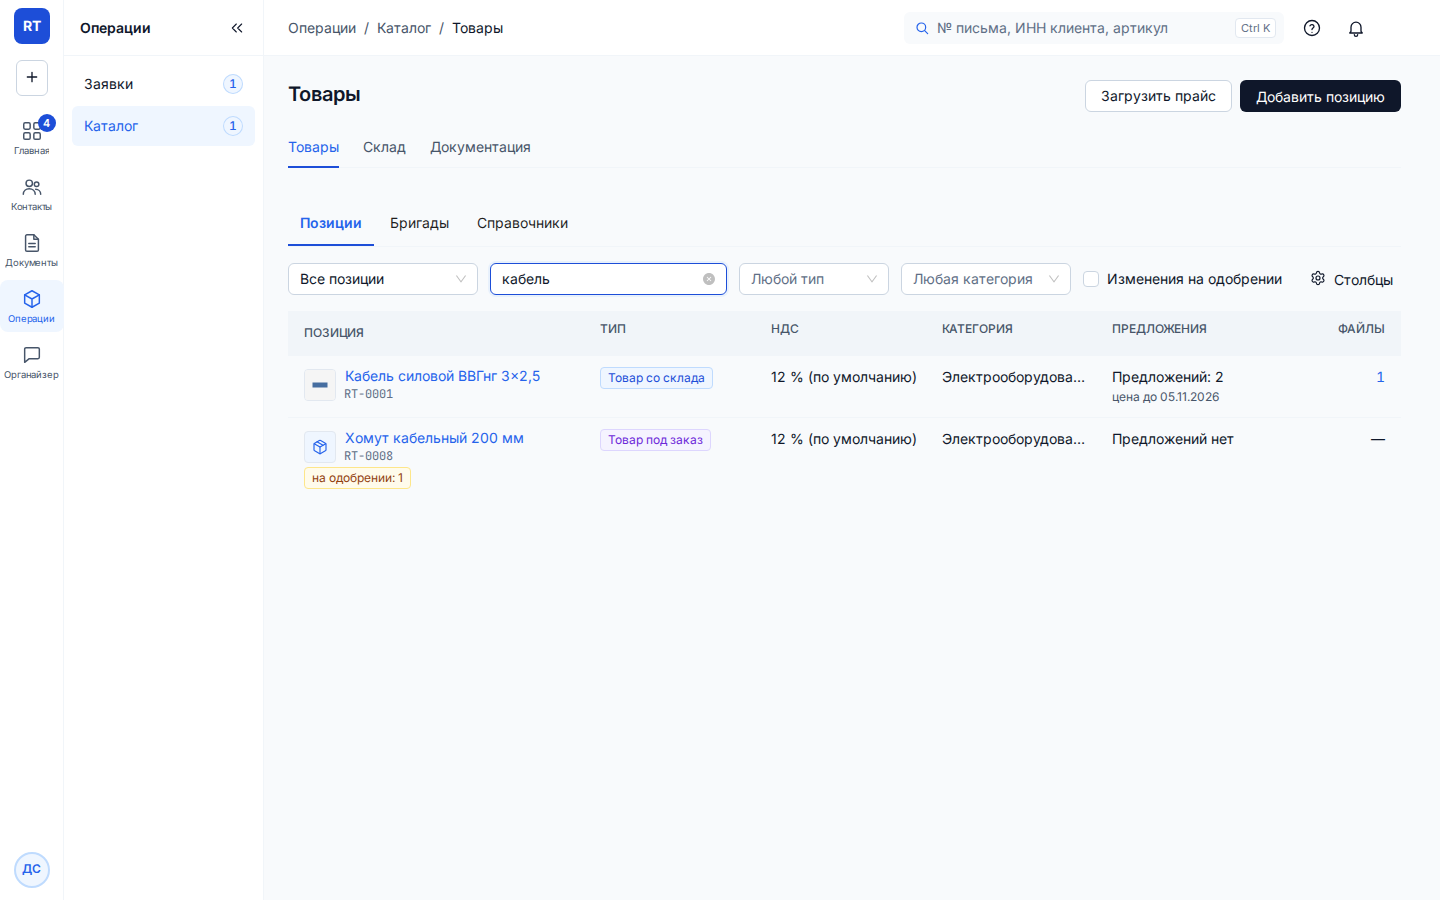 RT
Операции
Операции / Каталог / Товары
№ письма, ИНН клиента, артикул
Ctrl K
4
Главная
Контакты
Документы
Операции
Органайзер
ДС
Заявки
1
Каталог
1
Товары
Загрузить прайс
Добавить позицию
Товары
Склад
Документация
Позиции
Бригады
Справочники
Все позиции
кабель
Любой тип
Любая категория
Изменения на одобрении
Столбцы
ПОЗИЦИЯ
ТИП
НДС
КАТЕГОРИЯ
ПРЕДЛОЖЕНИЯ
ФАЙЛЫ
Кабель силовой ВВГнг 3×2,5
RT-0001
Товар со склада
12 % (по умолчанию)
Электрооборудова...
Предложений: 2
цена до 05.11.2026
1
Хомут кабельный 200 мм
RT-0008
на одобрении: 1
Товар под заказ
12 % (по умолчанию)
Электрооборудова...
Предложений нет
—